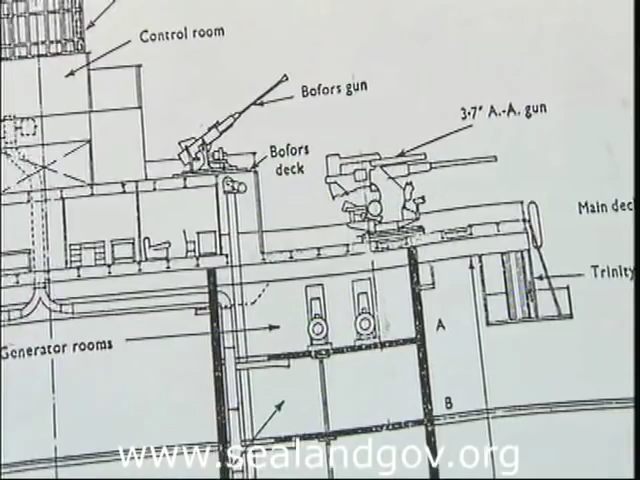 Control room
Bofors gun
3·7" A.-A. gun
Bofors
deck
Main dec
Trinity
Generator rooms
A
B
www.sealandgov.org